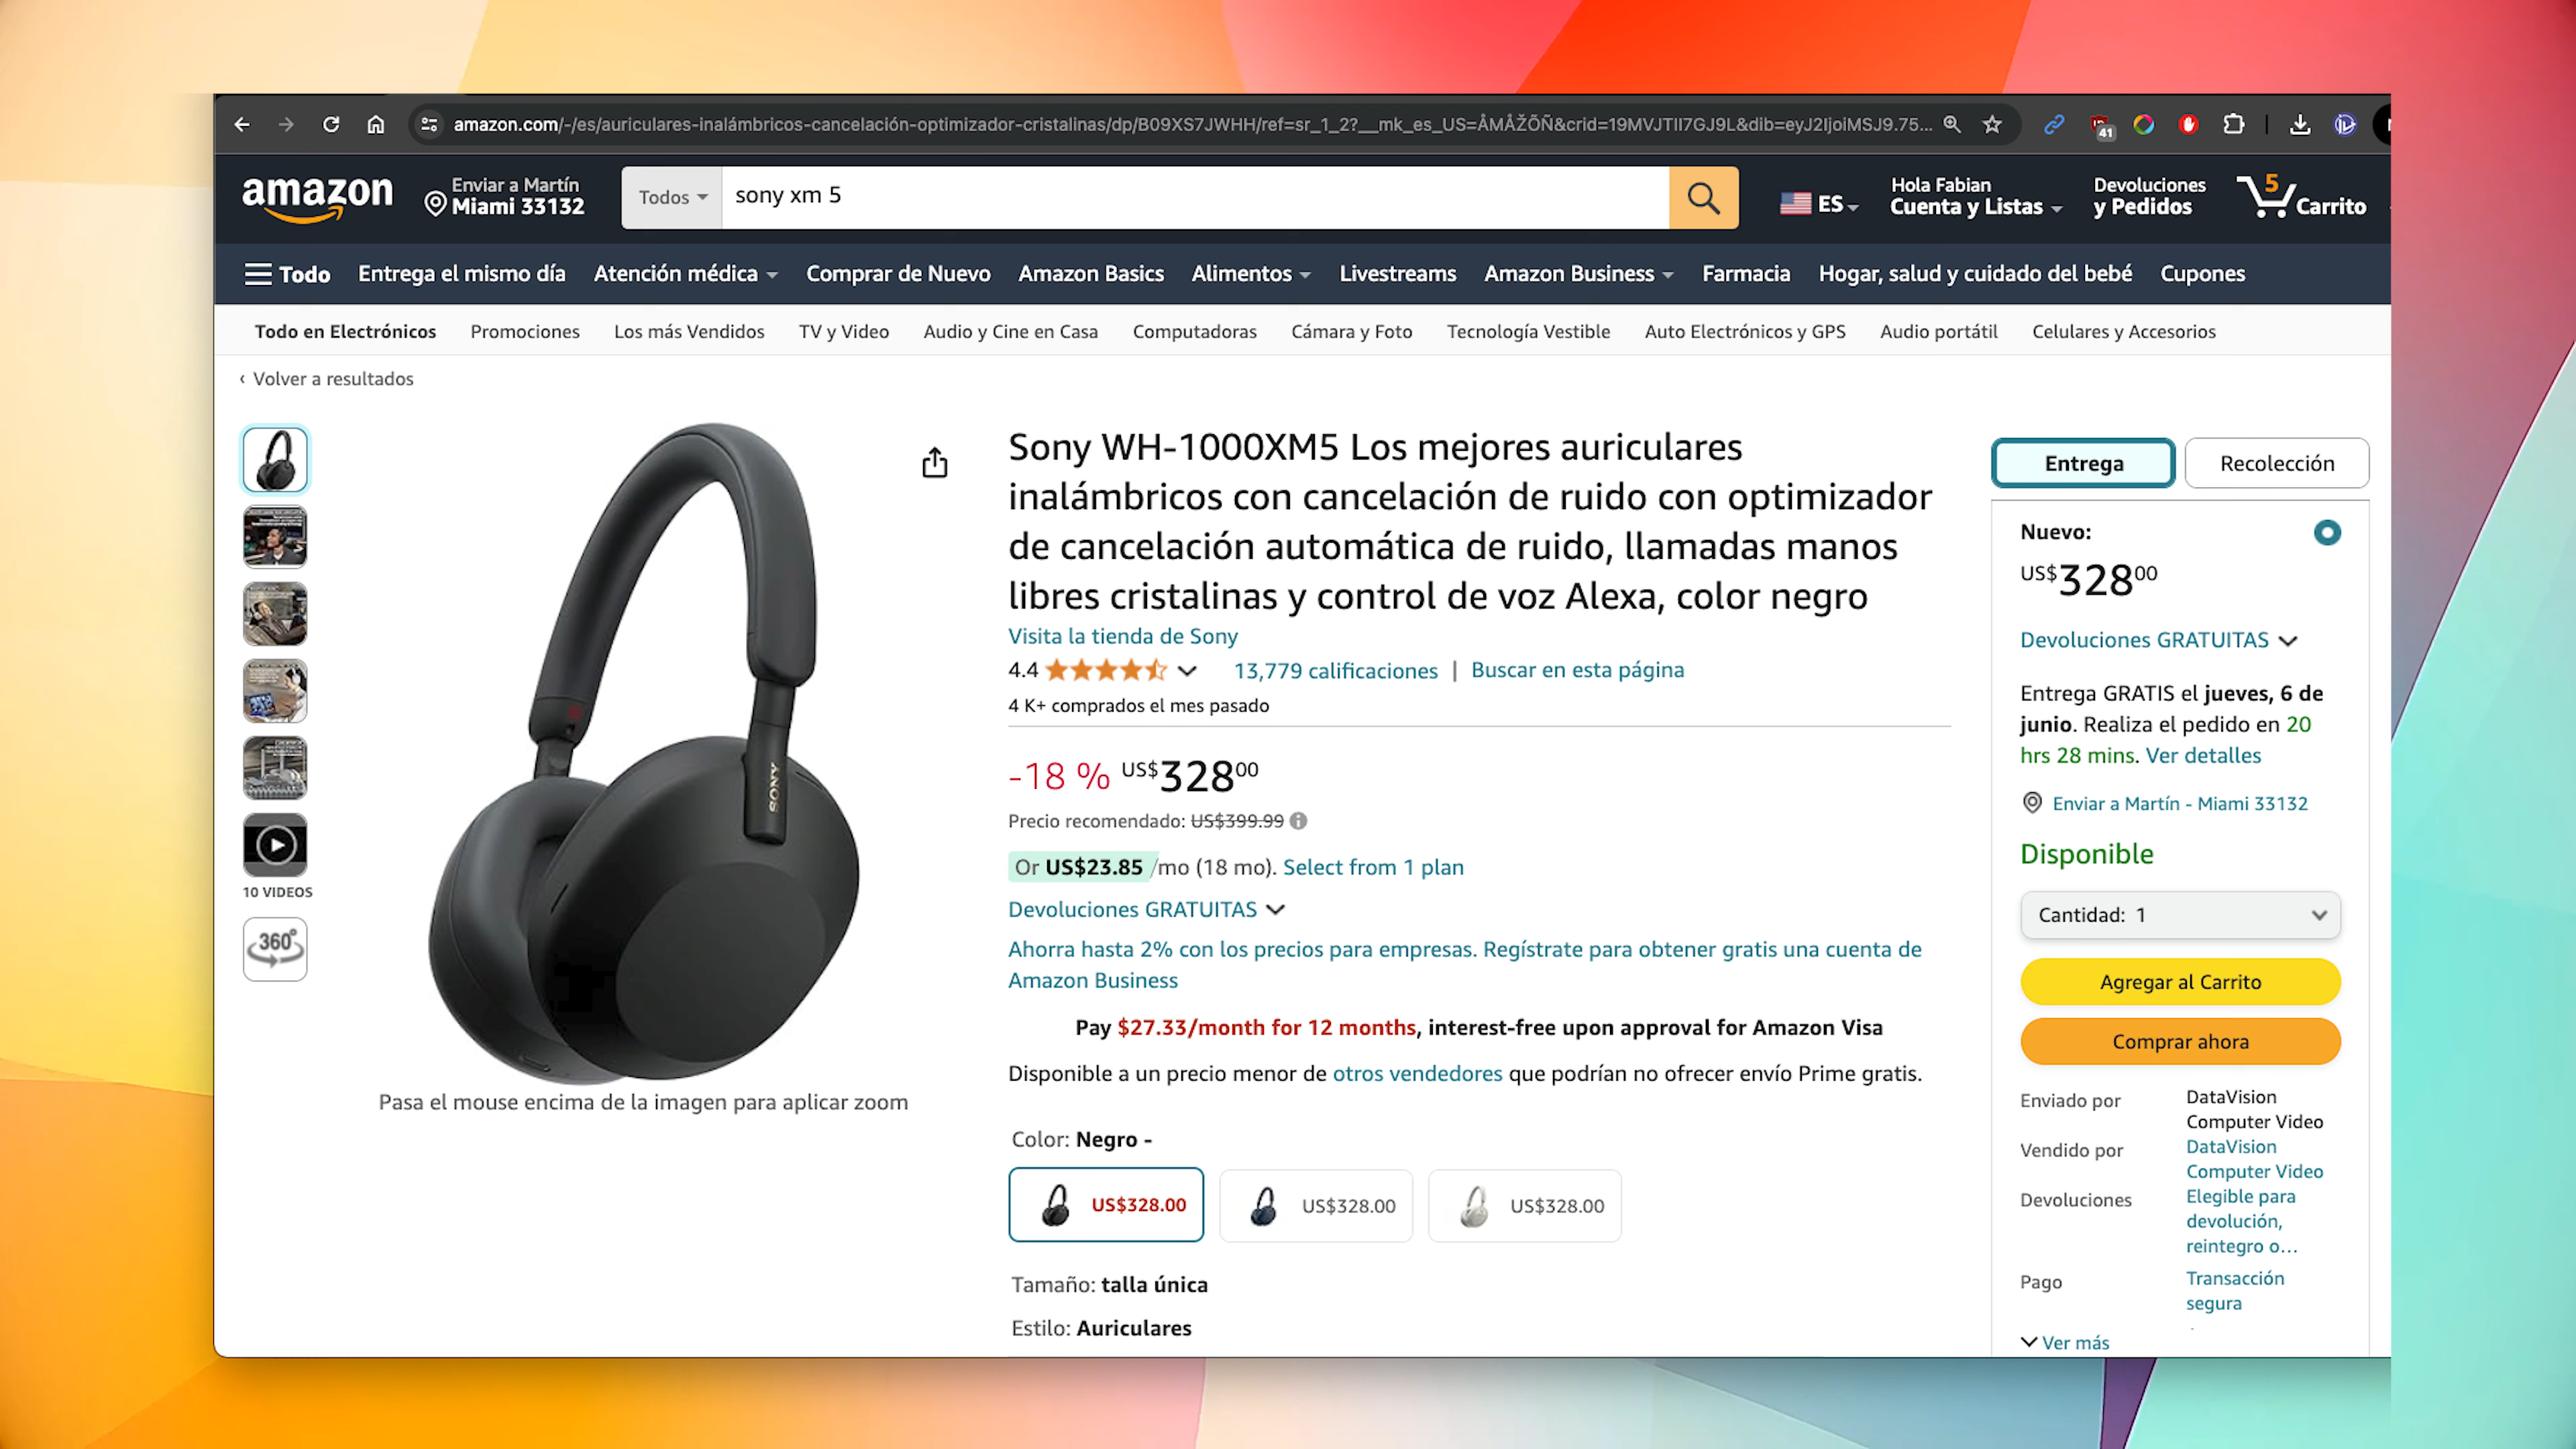 amazon.com/-/es/auriculares-inalámbricos-cancelación-optimizador-cristalinas/dp/B09XS7JWHH/ref=sr_1_2?__mk_es_US=ÅMÅŽÕÑ&crid=19MVJTII7GJ9L&dib=eyJ2IjoiMSJ9.75...
41
amazon
Enviar a Martín
Miami 33132
Todos
sony xm 5
ES
Hola Fabian
Cuenta y Listas
Devoluciones
y Pedidos
5
Carrito
Todo
Entrega el mismo día
Atención médica
Comprar de Nuevo
Amazon Basics
Alimentos
Livestreams
Amazon Business
Farmacia
Hogar, salud y cuidado del bebé
Cupones
Todo en Electrónicos
Promociones
Los más Vendidos
TV y Video
Audio y Cine en Casa
Computadoras
Cámara y Foto
Tecnología Vestible
Auto Electrónicos y GPS
Audio portátil
Celulares y Accesorios
‹ Volver a resultados
10 VIDEOS
360°
SONY
Pasa el mouse encima de la imagen para aplicar zoom
Sony WH-1000XM5 Los mejores auriculares
inalámbricos con cancelación de ruido con optimizador
de cancelación automática de ruido, llamadas manos
libres cristalinas y control de voz Alexa, color negro
Visita la tienda de Sony
4.4
13,779 calificaciones | Buscar en esta página
4 K+ comprados el mes pasado
-18 % US$32800
Precio recomendado: US$399.99
Or US$23.85 /mo (18 mo). Select from 1 plan
Devoluciones GRATUITAS
Ahorra hasta 2% con los precios para empresas. Regístrate para obtener gratis una cuenta de
Amazon Business
Pay $27.33/month for 12 months, interest-free upon approval for Amazon Visa
Disponible a un precio menor de otros vendedores que podrían no ofrecer envío Prime gratis.
Color: Negro -
US$328.00
US$328.00
US$328.00
Tamaño: talla única
Estilo: Auriculares
Entrega
Recolección
Nuevo:
US$32800
Devoluciones GRATUITAS
Entrega GRATIS el jueves, 6 de
junio. Realiza el pedido en 20
hrs 28 mins. Ver detalles
Enviar a Martín - Miami 33132
Disponible
Cantidad: 1
Agregar al Carrito
Comprar ahora
Enviado por
DataVision
Computer Video
Vendido por
DataVision
Computer Video
Devoluciones
Elegible para
devolución,
reintegro o...
Pago
Transacción
segura
Ver más